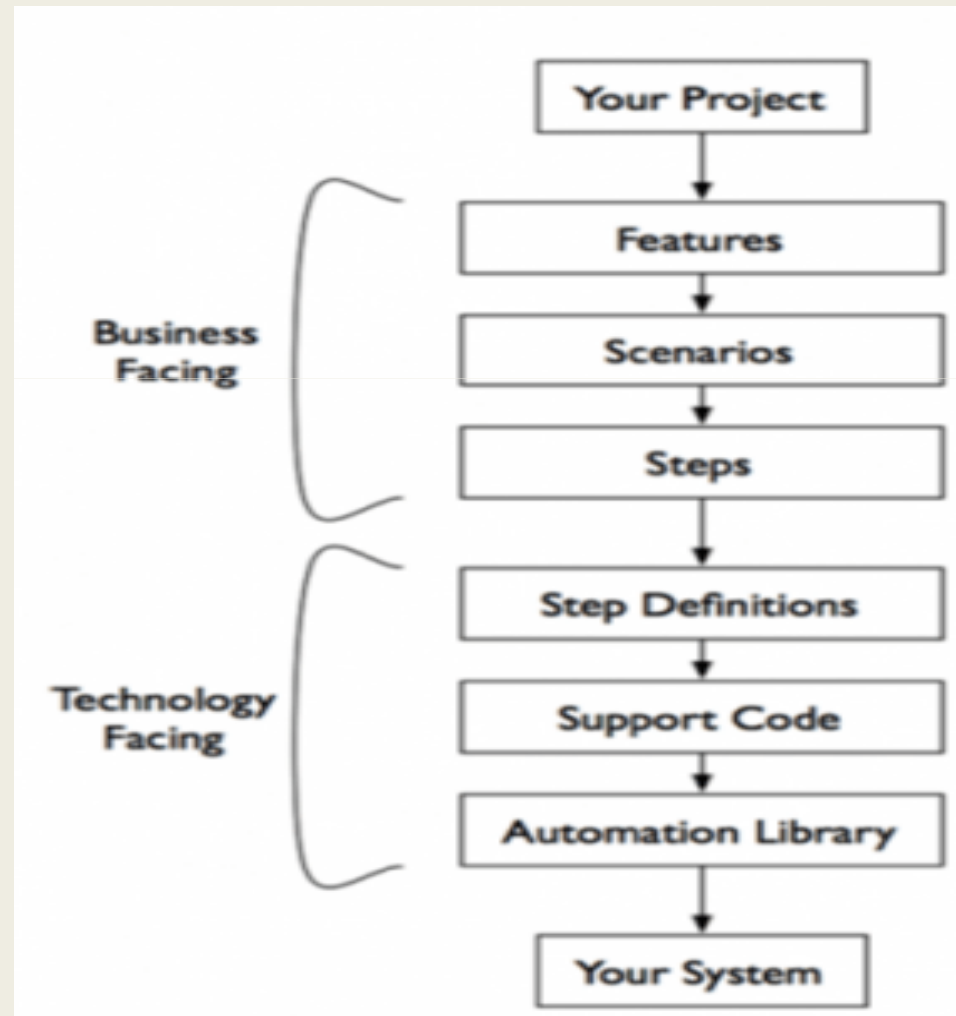 Your Project
Features
Scenarios
Business
Facing
Steps
Step Definitions
Support Code
Technology
Facing
Automation Library
Your System